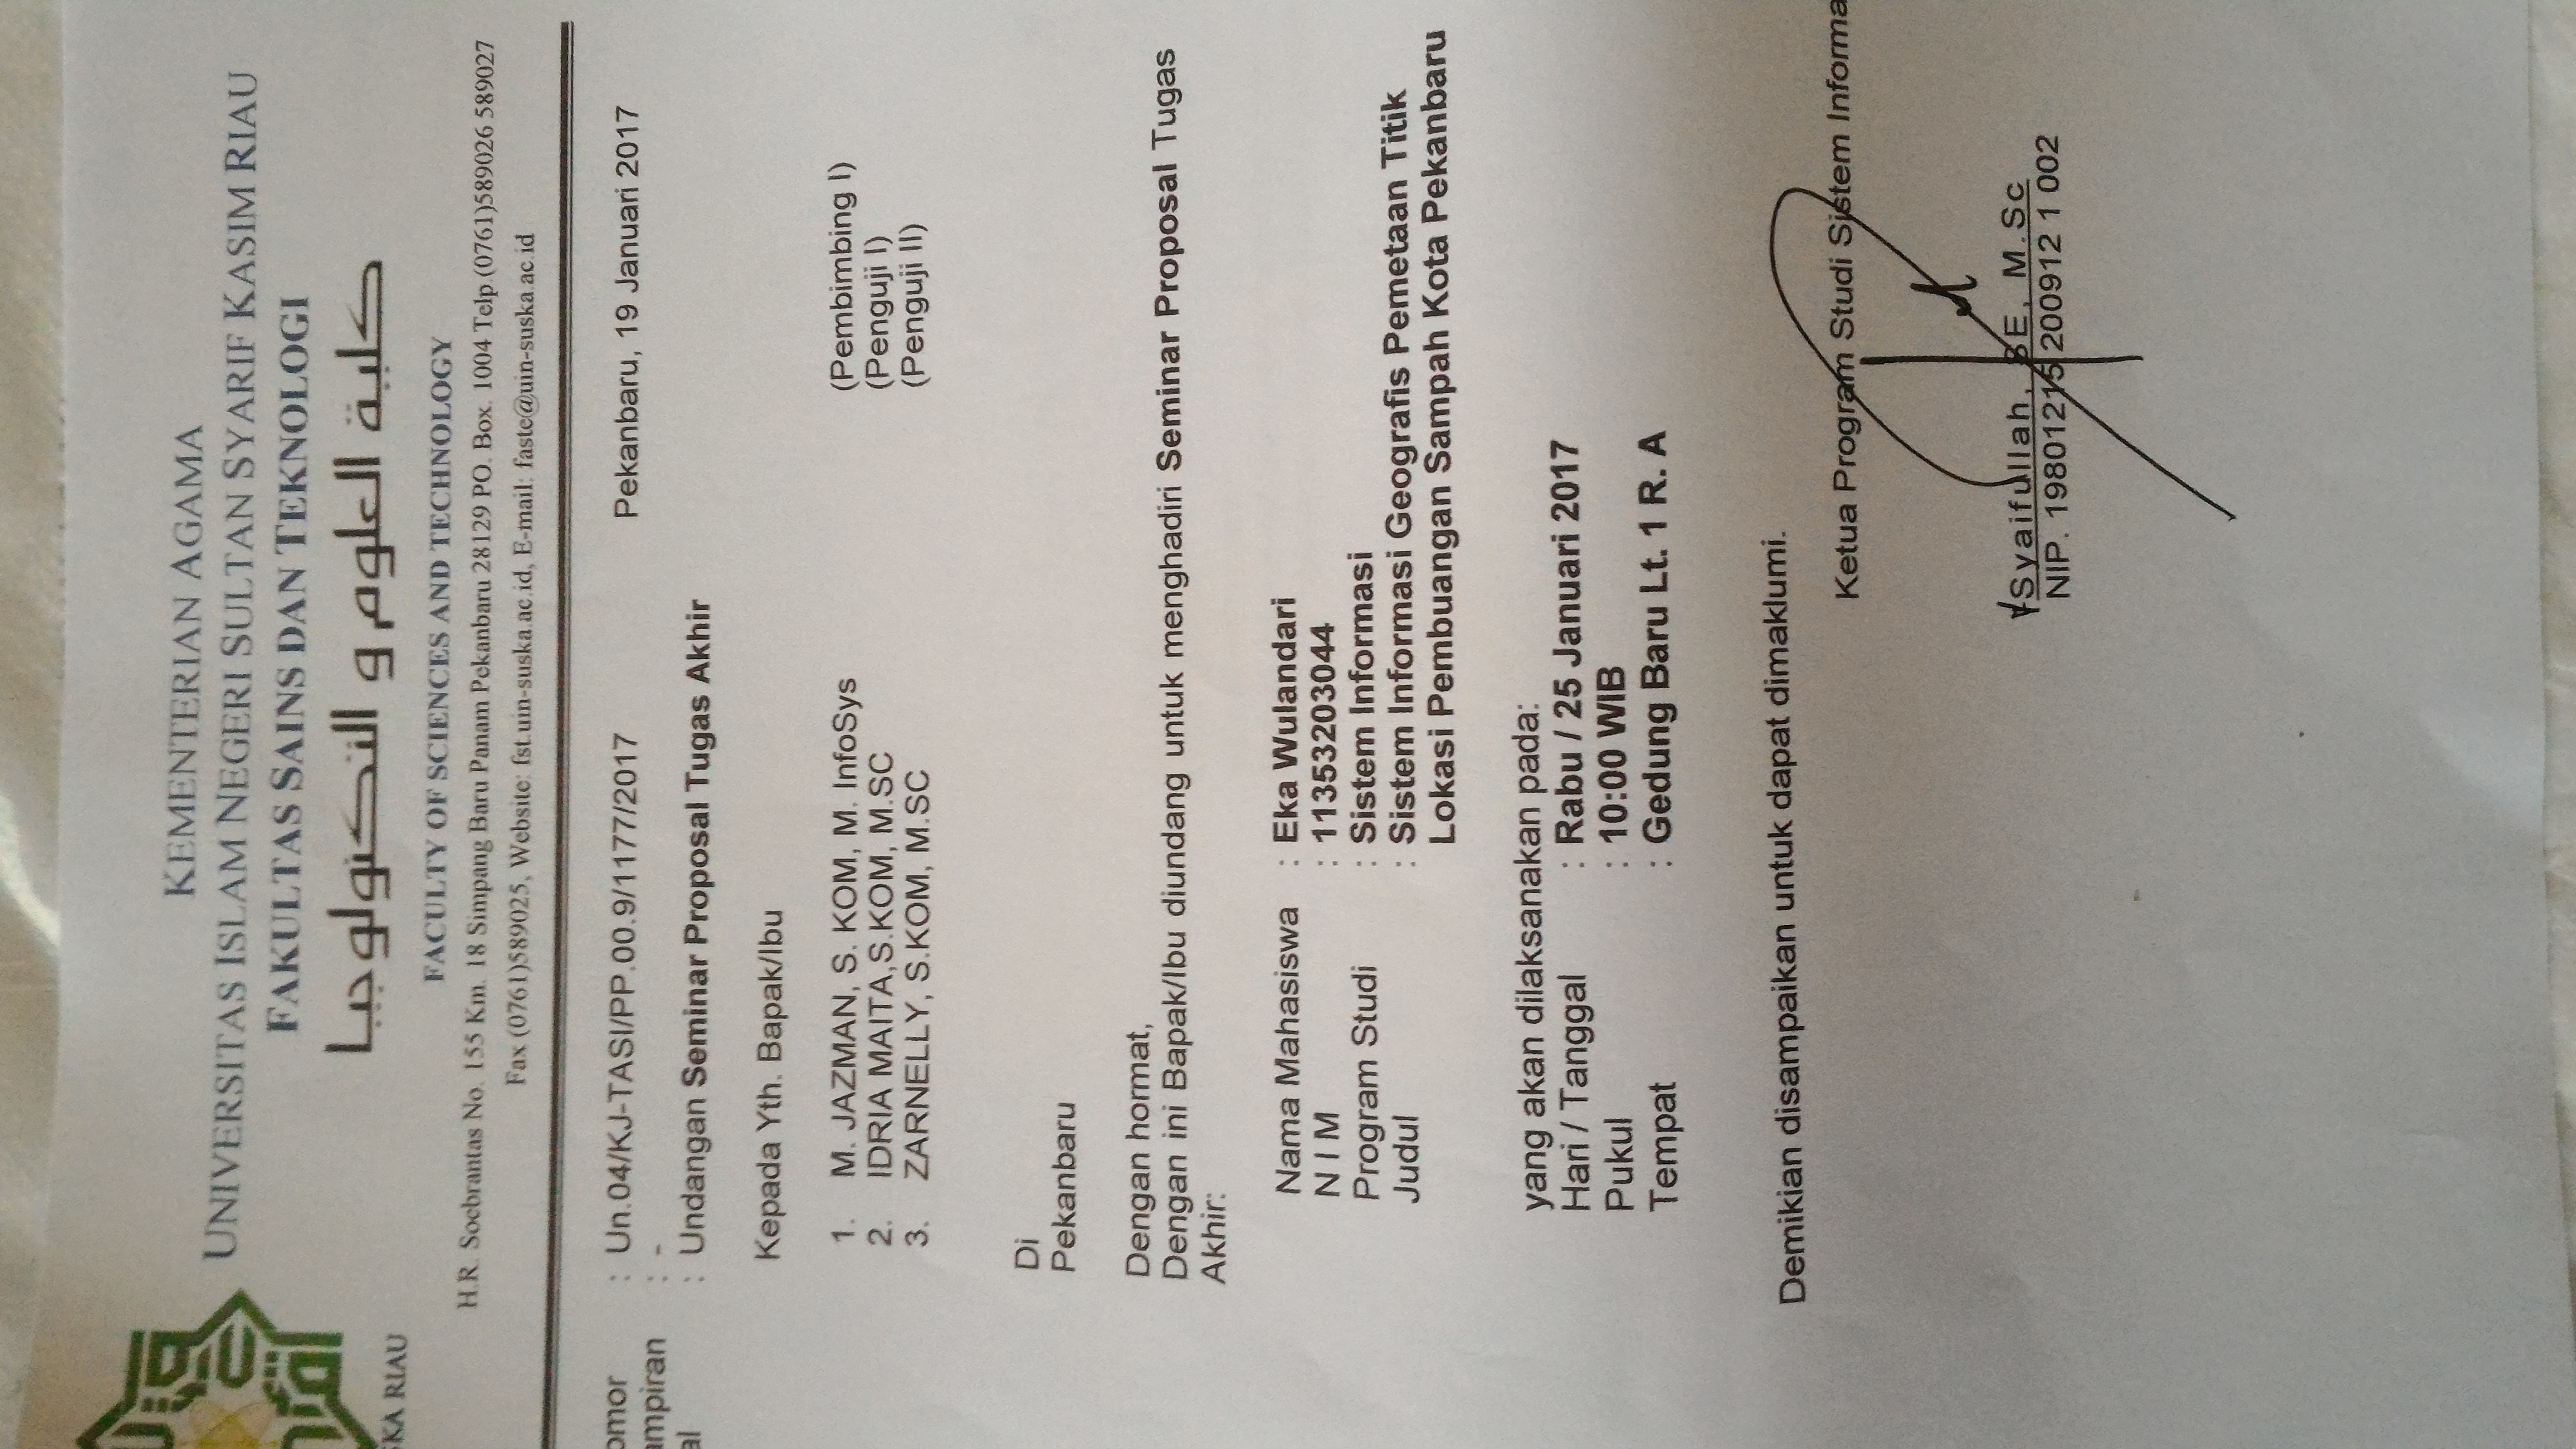 KEMENTERIAN AGAMA
UNIVERSITAS ISLAM NEGERI SULTAN SYARIF KASIM RIAU
FAKULTAS SAINS DAN TEKNOLOGI
كلية العلوم و التكنولوجيا
KA RIAU
FACULTY OF SCIENCES AND TECHNOLOGY
H.R. Soebrantas No. 155 Km. 18 Simpang Baru Panam Pekanbaru 28129 PO. Box. 1004 Telp.(0761)589026 589027
Fax (0761)589025, Website: fst.uin-suska.ac.id, E-mail: faste@uin-suska.ac.id
omor : Un.04/KJ-TASI/PP.00.9/1177/2017 Pekanbaru, 19 Januari 2017
ampiran : -
al : Undangan Seminar Proposal Tugas Akhir
Kepada Yth. Bapak/Ibu
1. M. JAZMAN, S. KOM, M. InfoSys (Pembimbing I)
2. IDRIA MAITA,S.KOM, M.SC (Penguji I)
3. ZARNELLY, S.KOM, M.SC (Penguji II)
Di
Pekanbaru
Dengan hormat,
Dengan ini Bapak/Ibu diundang untuk menghadiri Seminar Proposal Tugas
Akhir:
Nama Mahasiswa : Eka Wulandari
N I M : 11353203044
Program Studi : Sistem Informasi
Judul : Sistem Informasi Geografis Pemetaan Titik
Lokasi Pembuangan Sampah Kota Pekanbaru
yang akan dilaksanakan pada:
Hari / Tanggal : Rabu / 25 Januari 2017
Pukul : 10:00 WIB
Tempat : Gedung Baru Lt. 1 R. A
Demikian disampaikan untuk dapat dimaklumi.
Ketua Program Studi Sistem Informa
Syaifullah, SE, M.Sc
NIP. 19801215 200912 1 002